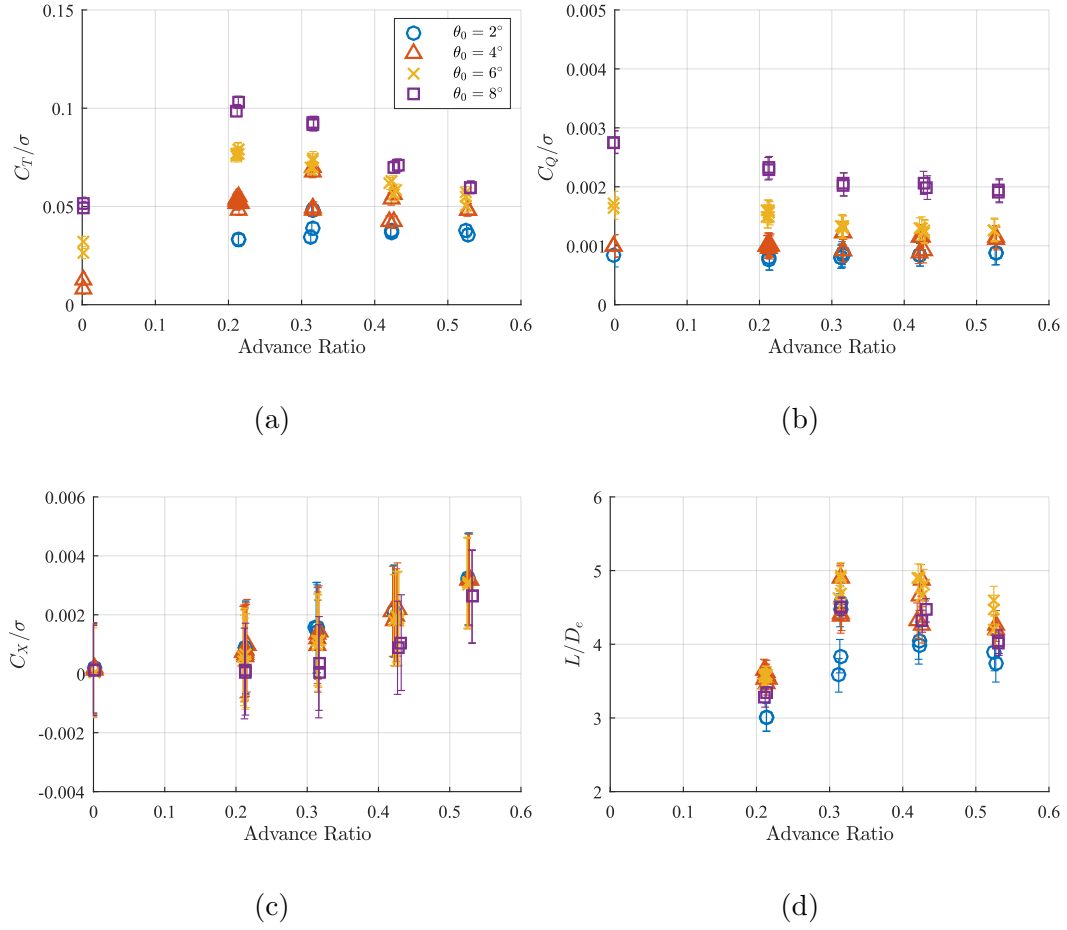 0.15
0.1
0.05
0
C_T/σ
0 0.1 0.2 0.3 0.4 0.5 0.6
Advance Ratio
θ₀ = 2°
θ₀ = 4°
θ₀ = 6°
θ₀ = 8°
(a)
0.005
0.004
0.003
0.002
0.001
0
C_Q/σ
0 0.1 0.2 0.3 0.4 0.5 0.6
Advance Ratio
(b)
0.006
0.004
0.002
0
-0.002
-0.004
C_X/σ
0 0.1 0.2 0.3 0.4 0.5 0.6
Advance Ratio
(c)
6
5
4
3
2
L/D_e
0 0.1 0.2 0.3 0.4 0.5 0.6
Advance Ratio
(d)